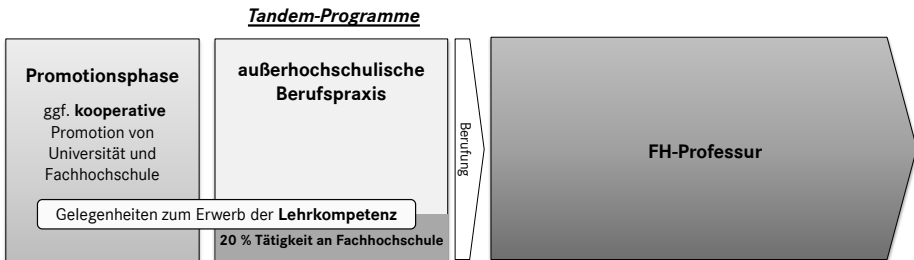 Tandem-Programme
Promotionsphase
ggf. kooperative
Promotion von
Universität und
Fachhochschule
außerhochschulische
Berufspraxis
Gelegenheiten zum Erwerb der Lehrkompetenz
20 % Tätigkeit an Fachhochschule
Berufung
FH-Professur